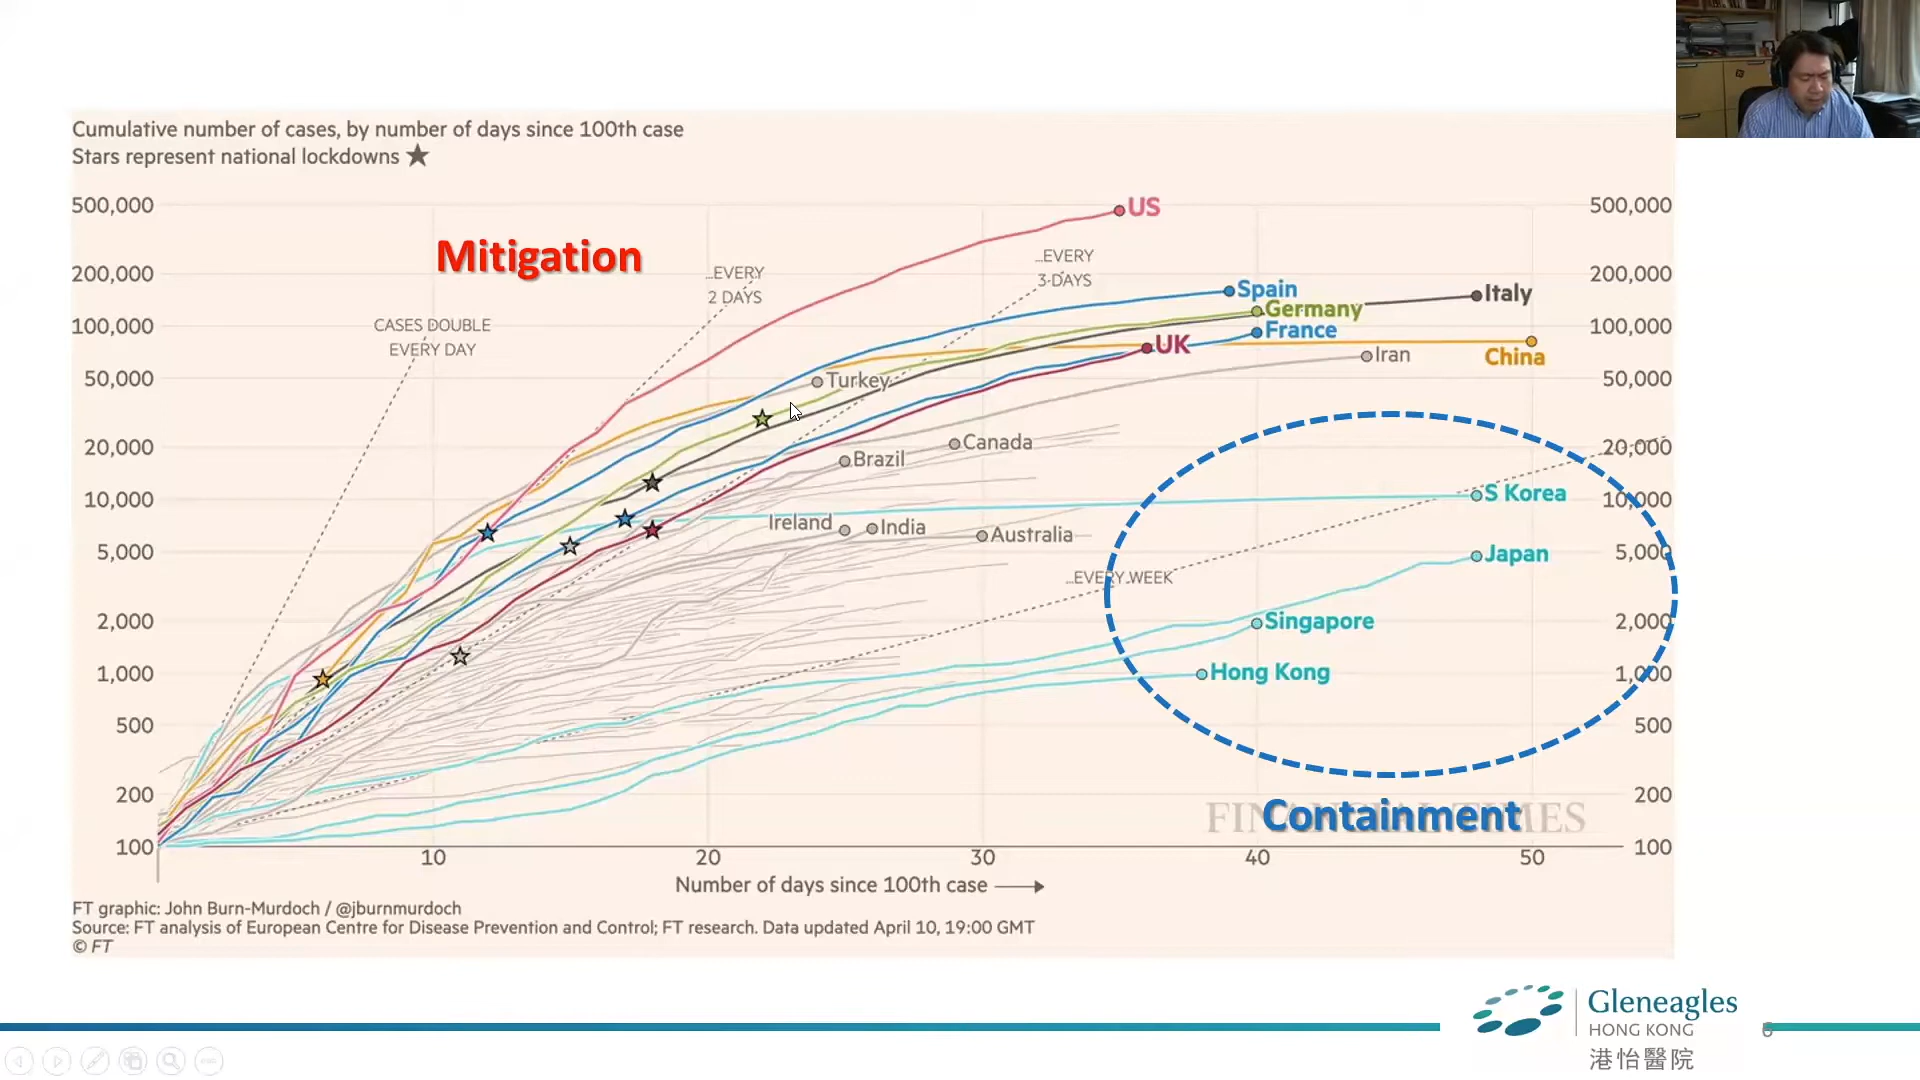 Cumulative number of cases, by number of days since 100th case
Stars represent national lockdowns ★
500,000
500,000
US
Mitigation
...EVERY
2 DAYS
...EVERY
3 DAYS
200,000
200,000
Spain
Italy
Germany
CASES DOUBLE
EVERY DAY
100,000
100,000
France
UK
China
Iran
50,000
Turkey
50,000
20,000
Canada
20,000
Brazil
10,000
S Korea
10,000
Ireland
India
Australia
5,000
Japan
5,000
...EVERY WEEK
2,000
Singapore
2,000
1,000
Hong Kong
1,000
500
500
200
200
FINANCIAL TIMES
Containment
100
100
10
20
30
40
50
Number of days since 100th case
FT graphic: John Burn-Murdoch / @jburnmurdoch
Source: FT analysis of European Centre for Disease Prevention and Control; FT research. Data updated April 10, 19:00 GMT
© FT
Gleneagles
HONG KONG
港怡醫院
6